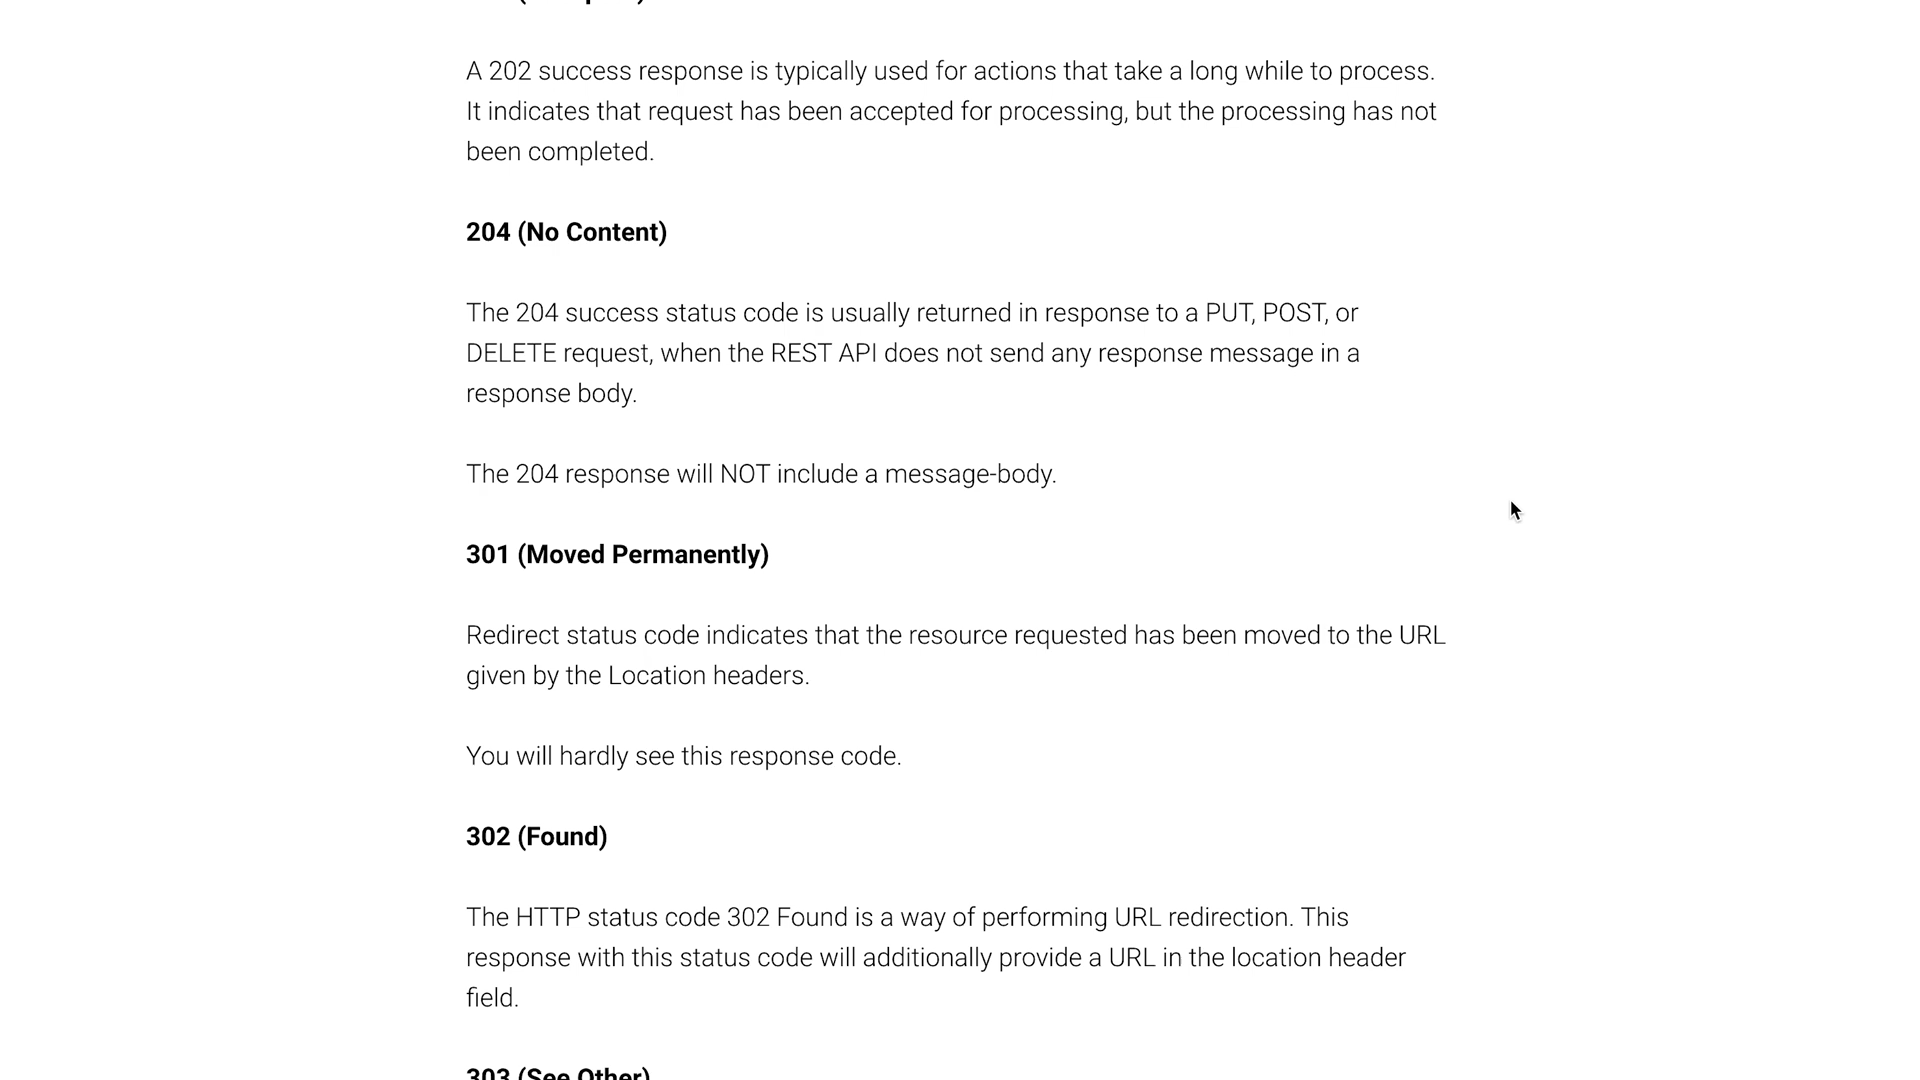 A 202 success response is typically used for actions that take a long while to process.
It indicates that request has been accepted for processing, but the processing has not
been completed.
204 (No Content)
The 204 success status code is usually returned in response to a PUT, POST, or
DELETE request, when the REST API does not send any response message in a
response body.
The 204 response will NOT include a message-body.
301 (Moved Permanently)
Redirect status code indicates that the resource requested has been moved to the URL
given by the Location headers.
You will hardly see this response code.
302 (Found)
The HTTP status code 302 Found is a way of performing URL redirection. This
response with this status code will additionally provide a URL in the location header
field.
303 (See Other)